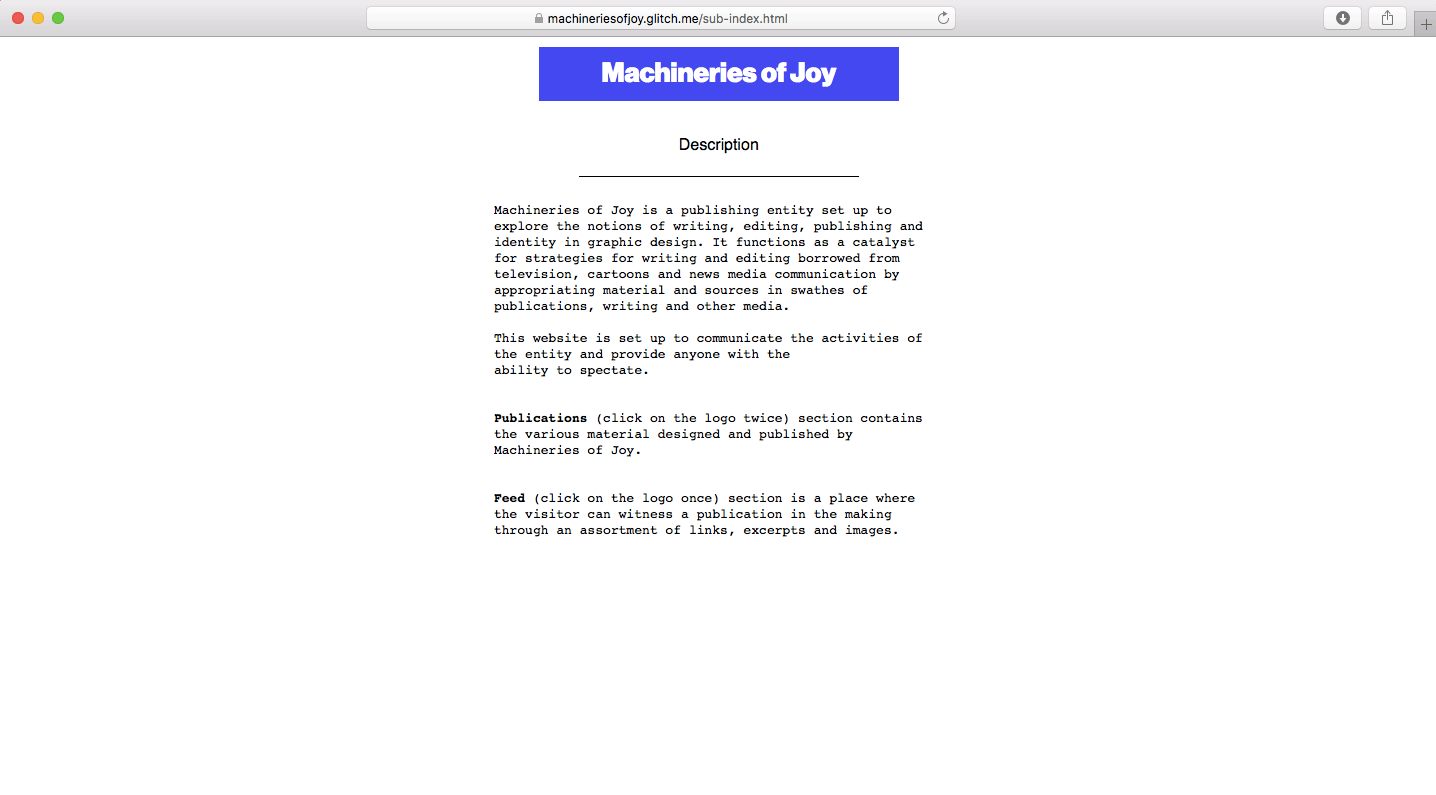 machineriesofjoy.glitch.me/sub-index.html
Machineries of Joy
Description
Machineries of Joy is a publishing entity set up to
explore the notions of writing, editing, publishing and
identity in graphic design. It functions as a catalyst
for strategies for writing and editing borrowed from
television, cartoons and news media communication by
appropriating material and sources in swathes of
publications, writing and other media.
This website is set up to communicate the activities of
the entity and provide anyone with the
ability to spectate.
Publications (click on the logo twice) section contains
the various material designed and published by
Machineries of Joy.
Feed (click on the logo once) section is a place where
the visitor can witness a publication in the making
through an assortment of links, excerpts and images.